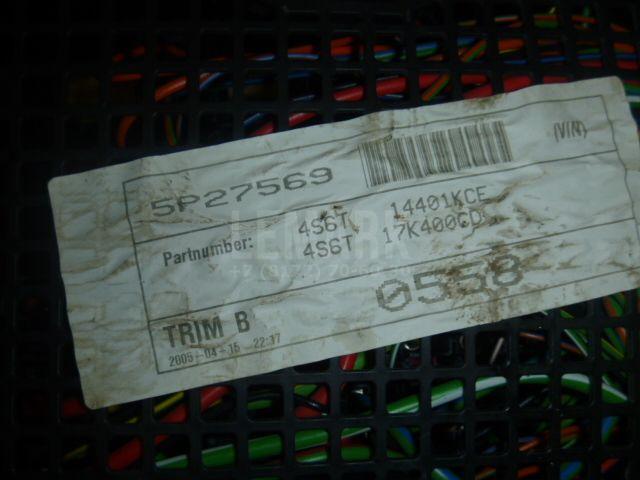 5P27569
(VIN)
Partnumber: 4S6T 14401KCE
4S6T 17K400CD
0558
TRIM B
2005-04-15 22:37